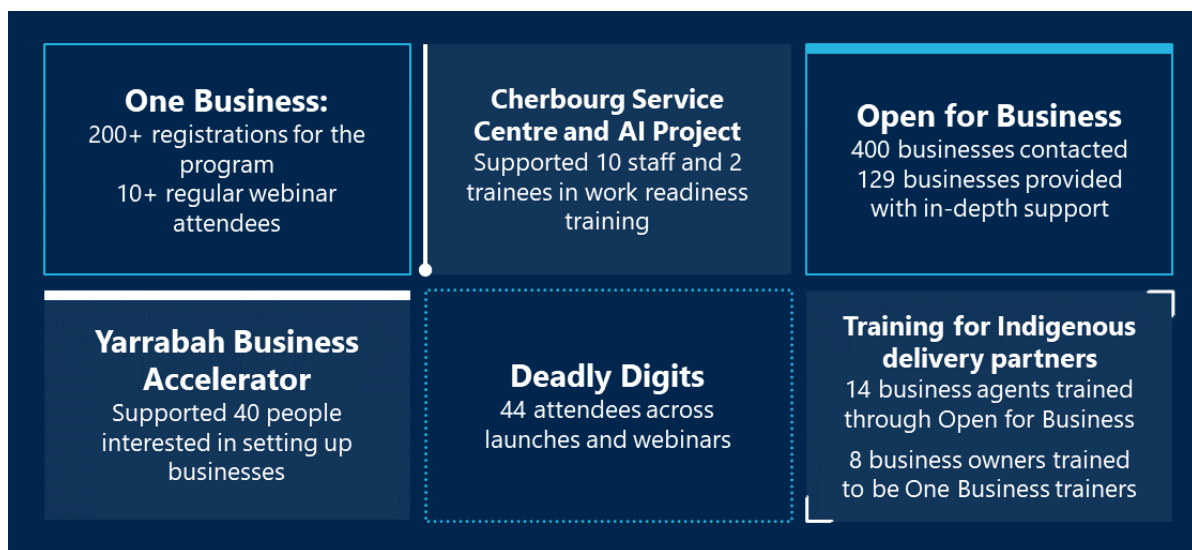 One Business:
200+ registrations for the
program
10+ regular webinar
attendees
Cherbourg Service
Centre and AI Project
Supported 10 staff and 2
trainees in work readiness
training
Open for Business
400 businesses contacted
129 businesses provided
with in-depth support
Yarrabah Business
Accelerator
Supported 40 people
interested in setting up
businesses
Deadly Digits
44 attendees across
launches and webinars
Training for Indigenous
delivery partners
14 business agents trained
through Open for Business
8 business owners trained
to be One Business trainers